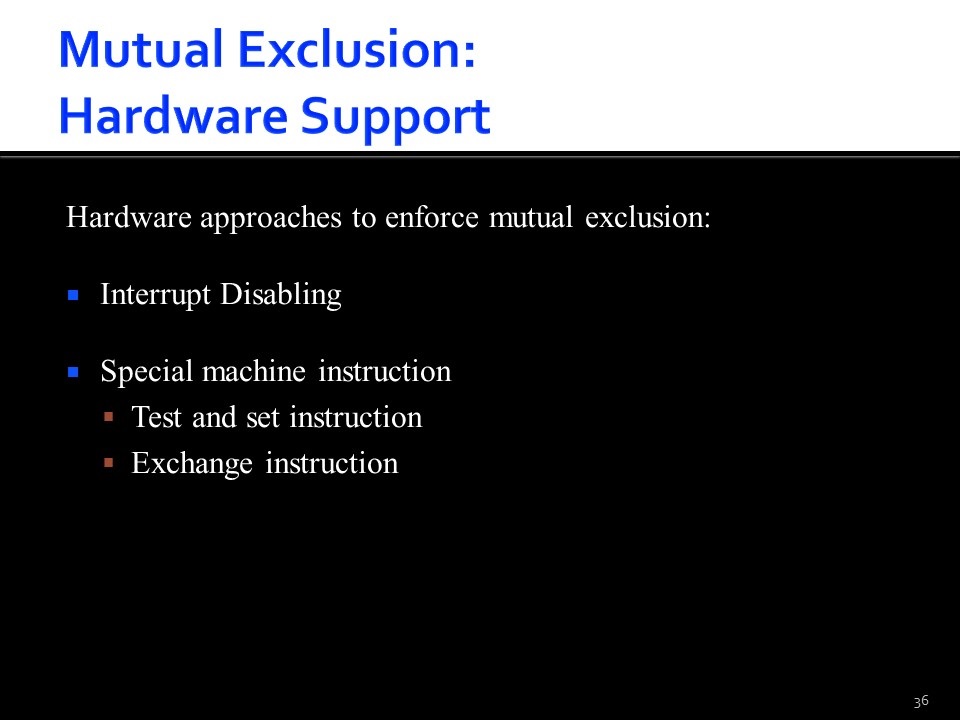 Mutual Exclusion:
Hardware Support
Hardware approaches to enforce mutual exclusion:
Interrupt Disabling
Special machine instruction
Test and set instruction
Exchange instruction
36